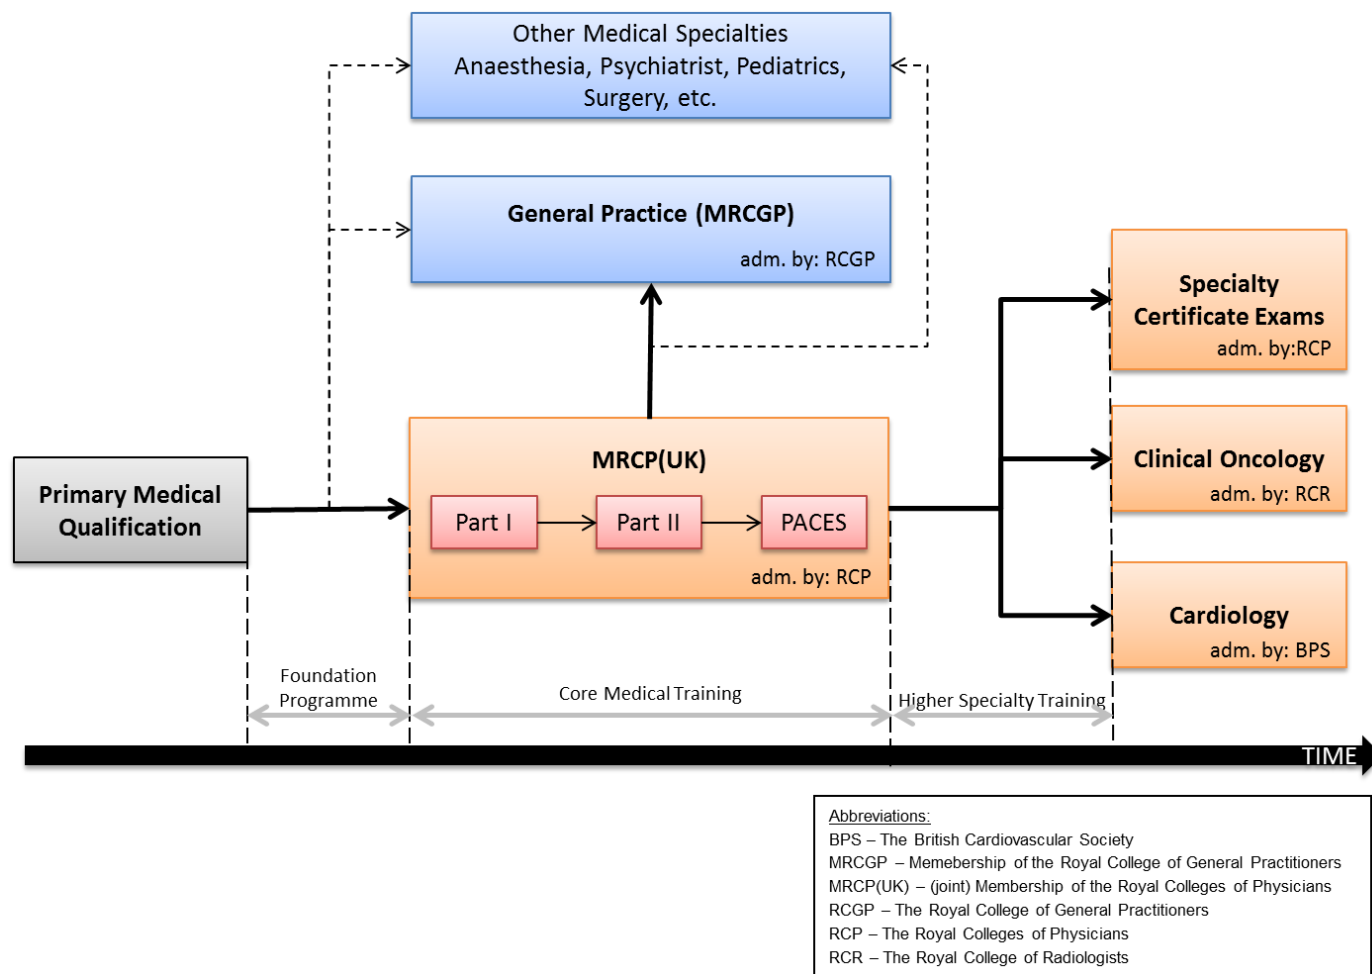 Other Medical Specialties
Anaesthesia, Psychiatrist, Pediatrics,
Surgery, etc.
General Practice (MRCGP)
adm. by: RCGP
Specialty
Certificate Exams
adm. by:RCP
MRCP(UK)
Clinical Oncology
adm. by: RCR
Primary Medical
Qualification
Part I
Part II
PACES
adm. by: RCP
Cardiology
adm. by: BPS
Foundation
Programme
Core Medical Training
Higher Specialty Training
TIME
Abbreviations:
BPS – The British Cardiovascular Society
MRCGP – Memebership of the Royal College of General Practitioners
MRCP(UK) – (joint) Membership of the Royal Colleges of Physicians
RCGP – The Royal College of General Practitioners
RCP – The Royal Colleges of Physicians
RCR – The Royal College of Radiologists